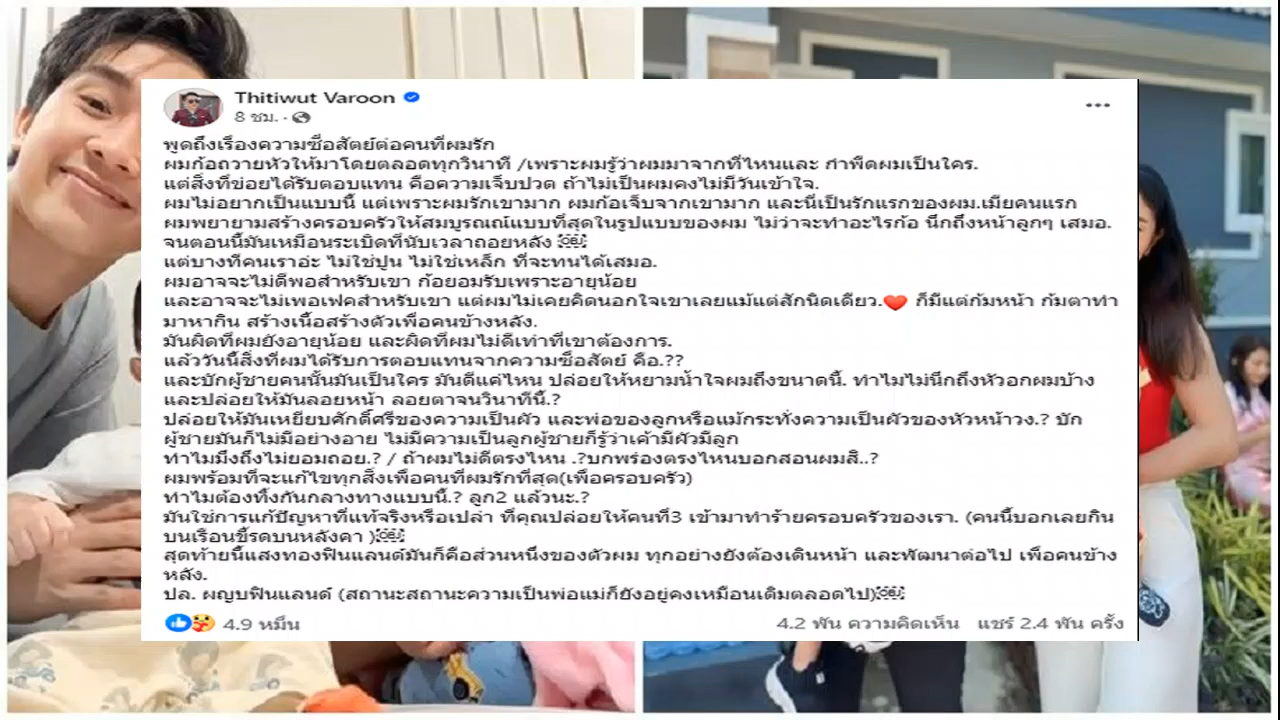 Thitiwut Varoon
8 ชม. ·
พูดถึงเรื่องความซื่อสัตย์ต่อคนที่ผมรัก
ผมก้อถวายหัวให้มาโดยตลอดทุกวินาที /เพราะผมรู้ว่าผมมาจากที่ไหนและ กำพืดผมเป็นใคร.
แต่สิ่งที่ข่อยได้รับตอบแทน คือความเจ็บปวด ถ้าไม่เป็นผมคงไม่มีวันเข้าใจ.
ผมไม่อยากเป็นแบบนี้ แต่เพราะผมรักเขามาก ผมก้อเจ็บจากเขามาก และนี่เป็นรักแรกของผม.เมียคนแรก
ผมพยายามสร้างครอบครัวให้สมบูรณณ์แบบที่สุดในรูปแบบของผม ไม่ว่าจะทำอะไรก้อ นึกถึงหน้าลูกๆ เสมอ.
จนตอนนี้มันเหมือนระเบิดที่นับเวลาถอยหลัง
แต่บางทีคนเราอ่ะ ไม่ใช่ปูน ไม่ใช่เหล็ก ที่จะทนได้เสมอ.
ผมอาจจะไม่ดีพอสำหรับเขา ก้อยอมรับเพราะอายุน้อย
และอาจจะไม่เพอเฟคสำหรับเขา แต่ผมไม่เคยคิดนอกใจเขาเลยแม้แต่สักนิดเดียว.❤️ ก็มีแต่ก้มหน้า ก้มตาทำ
มาหากิน สร้างเนื้อสร้างตัวเพื่อคนข้างหลัง.
มันผิดที่ผมยังอายุน้อย และผิดที่ผมไม่ดีเท่าที่เขาต้องการ.
แล้ววันนี้สิ่งที่ผมได้รับการตอบแทนจากความซื่อสัตย์ คือ.??
และบักผู้ชายคนนั้นมันเป็นใคร มันดีแค่ไหน ปล่อยให้หยามน้ำใจผมถึงขนาดนี้. ทำไมไม่นึกถึงหัวอกผมบ้าง
และปล่อยให้มันลอยหน้า ลอยตาจนวินาทีนี้.?
ปล่อยให้มันเหยียบศักดิ์ศรีของความเป็นผัว และพ่อของลูกหรือแม้กระทั่งความเป็นผัวของหัวหน้าวง.? บัก
ผู้ชายมันก็ไม่มีอย่างอาย ไม่มีความเป็นลูกผู้ชายก็รู้ว่าเค้ามีผัวมีลูก
ทำไมมึงถึงไม่ยอมถอย.? / ถ้าผมไม่ดีตรงไหน .?บกพร่องตรงไหนบอกสอนผมสิ..?
ผมพร้อมที่จะแก้ไขทุกสิ่งเพื่อคนที่ผมรักที่สุด(เพื่อครอบครัว)
ทำไมต้องทิ้งกันกลางทางแบบนี้.? ลูก2 แล้วนะ.?
มันใช่การแก้ปัญหาที่แท้จริงหรือเปล่า ที่คุณปล่อยให้คนที่3 เข้ามาทำร้ายครอบครัวของเรา. (คนนี้บอกเลยกิน
บนเรือนขี้รดบนหลังคา )
สุดท้ายนี้แสงทองฟินแลนด์มันก็คือส่วนหนึ่งของตัวผม ทุกอย่างยังต้องเดินหน้า และพัฒนาต่อไป เพื่อคนข้าง
หลัง.
ปล. ผญบฟินแลนด์ (สถานะสถานะความเป็นพ่อแม่ก็ยังอยู่คงเหมือนเดิมตลอดไป)
4.9 หมื่น
4.2 พัน ความคิดเห็น แชร์ 2.4 พัน ครั้ง